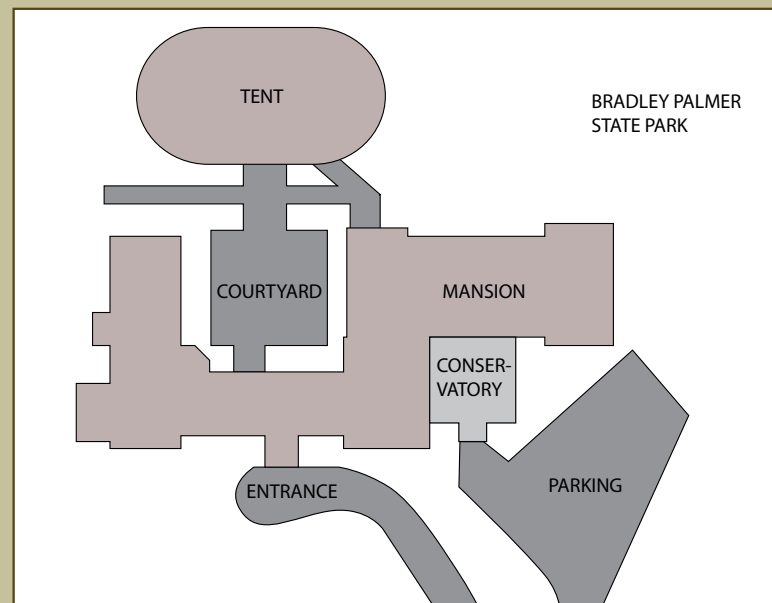 TENT
BRADLEY PALMER
STATE PARK
COURTYARD
MANSION
CONSER-
VATORY
ENTRANCE
PARKING